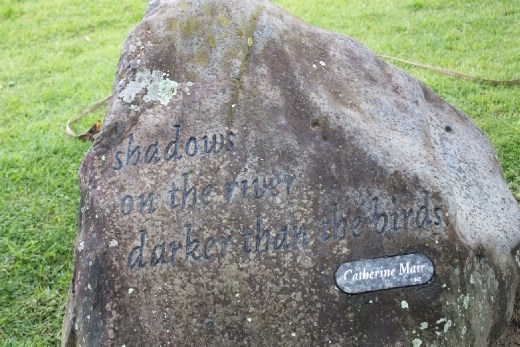 shadows
on the river
darker than the birds
Catherine Mair